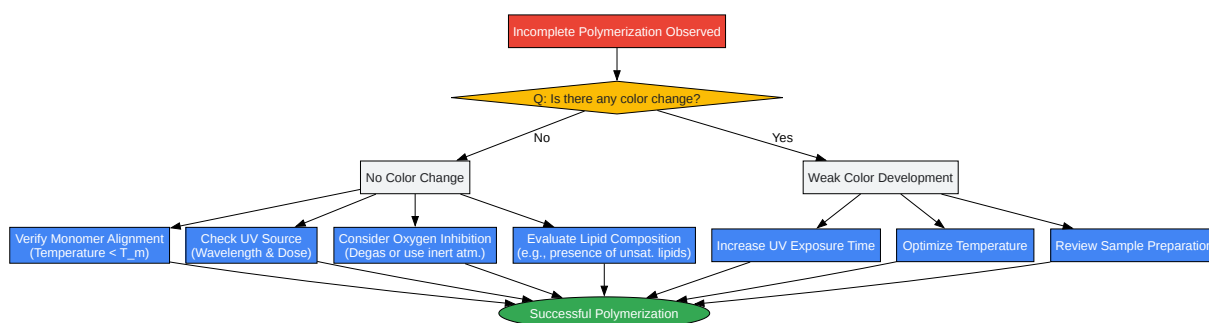 Incomplete Polymerization Observed
Q: Is there any color change?
No
Yes
No Color Change
Weak Color Development
Verify Monomer Alignment
(Temperature < T_m)
Check UV Source
(Wavelength & Dose)
Consider Oxygen Inhibition
(Degas or use inert atm.)
Evaluate Lipid Composition
(e.g., presence of unsat. lipids)
Increase UV Exposure Time
Optimize Temperature
Review Sample Preparation
Successful Polymerization